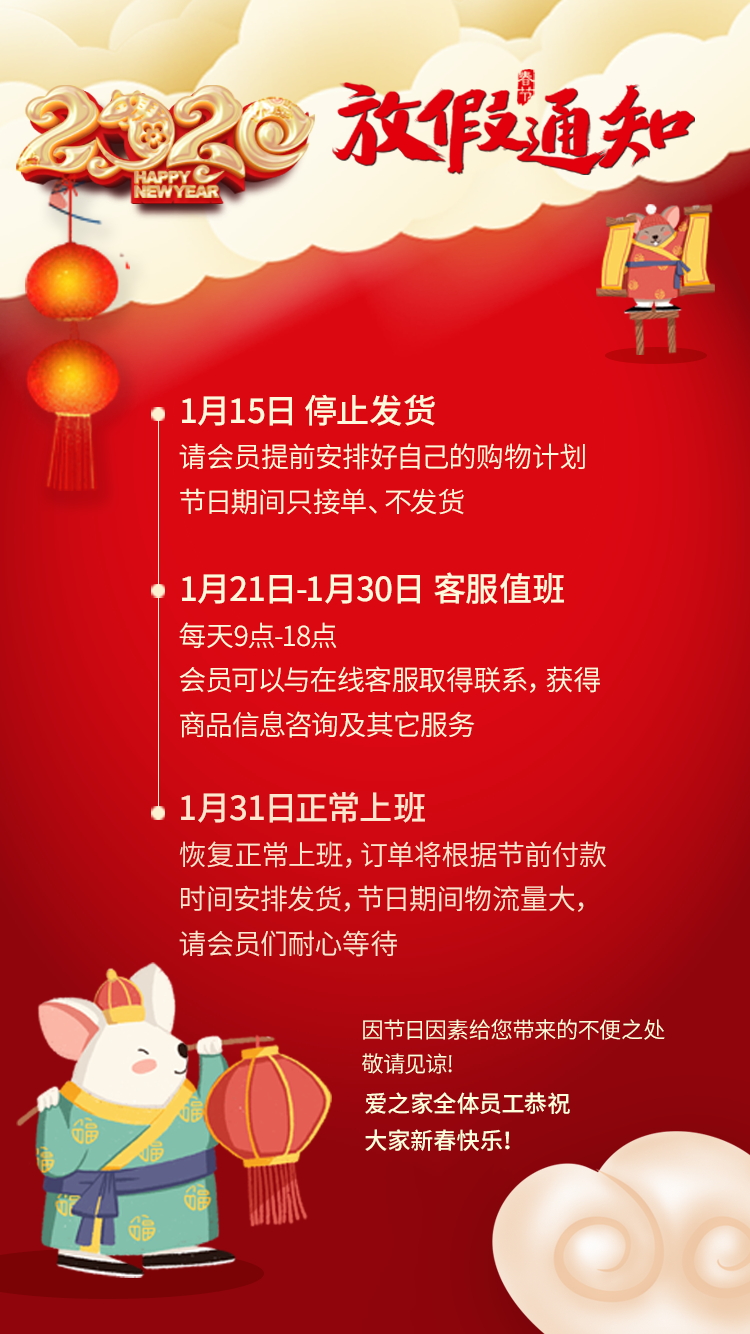 2020
HAPPY
NEW YEAR
放假通知
春节
1月15日 停止发货
请会员提前安排好自己的购物计划
节日期间只接单、不发货
1月21日-1月30日 客服值班
每天9点-18点
会员可以与在线客服取得联系，获得
商品信息咨询及其它服务
1月31日正常上班
恢复正常上班，订单将根据节前付款
时间安排发货，节日期间物流量大，
请会员们耐心等待
因节日因素给您带来的不便之处
敬请见谅!
爱之家全体员工恭祝
大家新春快乐!
福
福
福
福
福